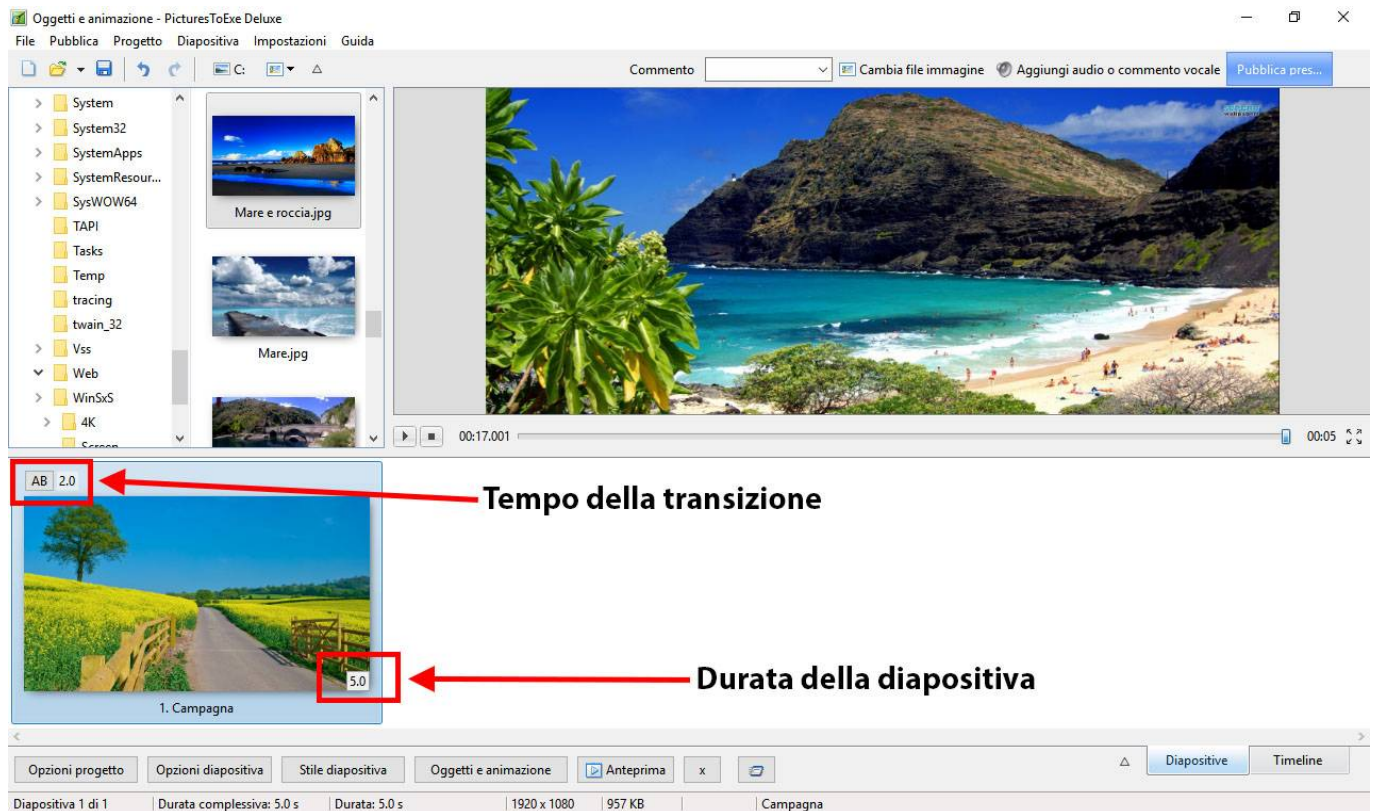 Oggetti e animazione - PicturesToExe Deluxe
File Pubblica Progetto Diapositiva Impostazioni Guida
C: Commento Cambia file immagine Aggiungi audio o commento vocale Pubblica pres...
System
System32
SystemApps
SystemResour...
SysWOW64
TAPI
Tasks
Temp
tracing
twain_32
Vss
Web
WinSxS
4K
Screen
Mare e roccia.jpg
Mare.jpg
00:17.001 00:05
AB 2.0
Tempo della transizione
5.0
Durata della diapositiva
1. Campagna
Opzioni progetto Opzioni diapositiva Stile diapositiva Oggetti e animazione Anteprima x Diapositive Timeline
Diapositiva 1 di 1 Durata complessiva: 5.0 s Durata: 5.0 s 1920 x 1080 957 KB Campagna